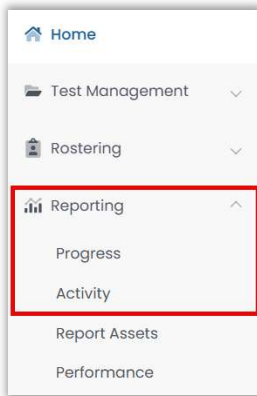 Home
Test Management
Rostering
Reporting
Progress
Activity
Report Assets
Performance